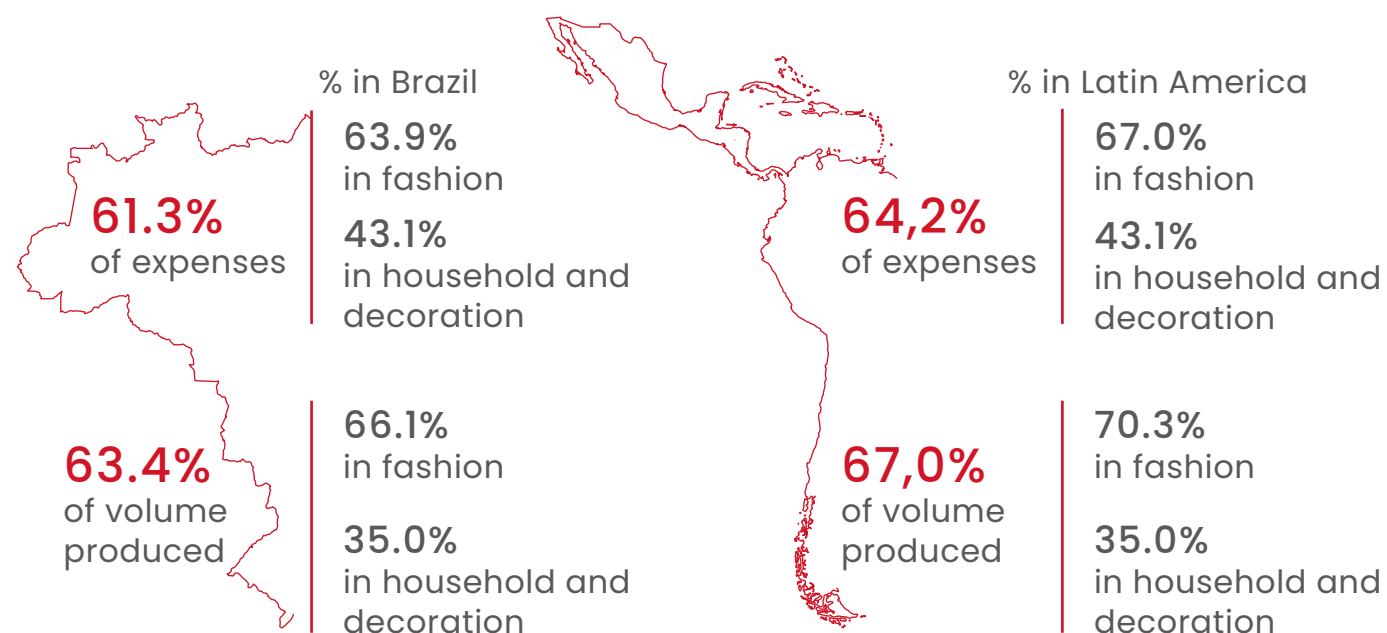 % in Brazil
61.3%
of expenses
63.9%
in fashion
43.1%
in household and
decoration
63.4%
of volume
produced
66.1%
in fashion
35.0%
in household and
decoration
% in Latin America
64,2%
of expenses
67.0%
in fashion
43.1%
in household and
decoration
67,0%
of volume
produced
70.3%
in fashion
35.0%
in household and
decoration